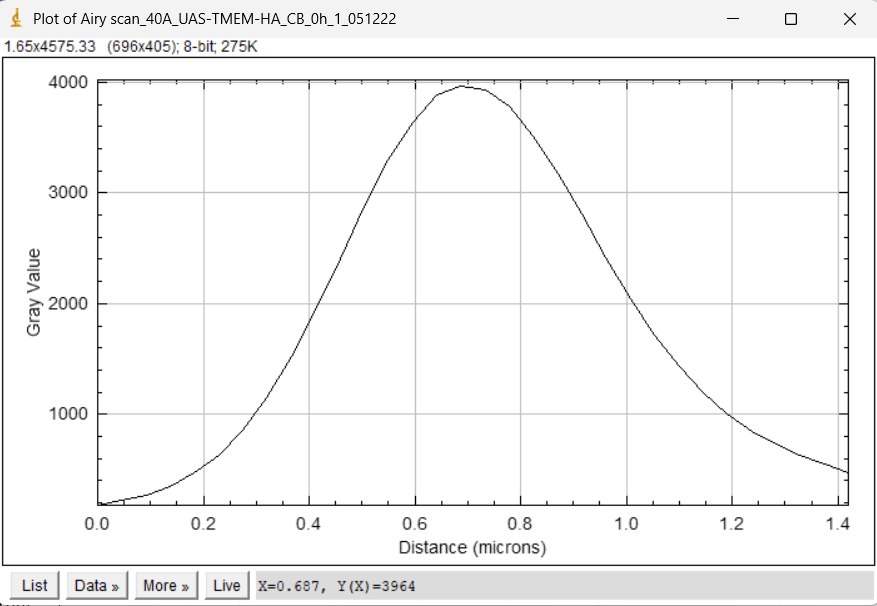 Plot of Airy scan_40A_UAS-TMEM-HA_CB_0h_1_051222
1.65x4575.33 (696x405); 8-bit; 275K
4000
3000
2000
1000
Gray Value
0.0 0.2 0.4 0.6 0.8 1.0 1.2 1.4
Distance (microns)
List Data » More » Live X=0.687, Y(X)=3964